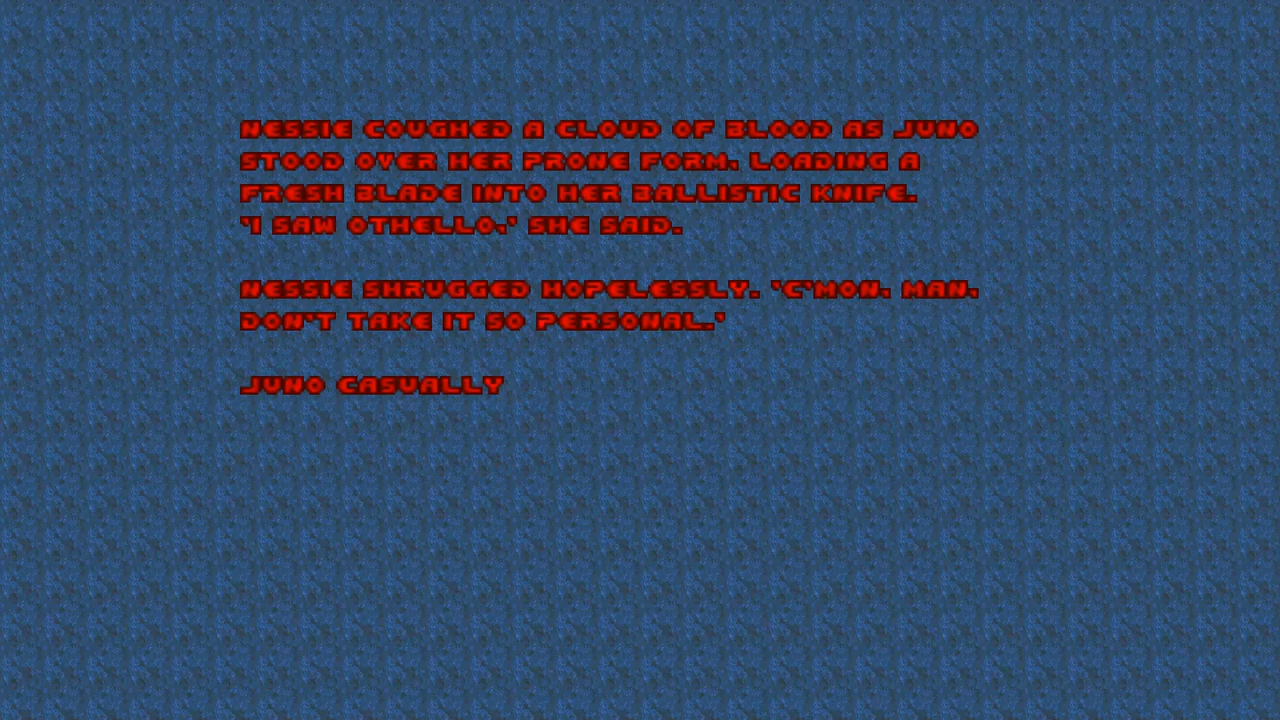 NESSIE COUGHED A CLOUD OF BLOOD AS JUNO
STOOD OVER HER PRONE FORM, LOADING A
FRESH BLADE INTO HER BALLISTIC KNIFE.
'I SAW OTHELLO,' SHE SAID.
NESSIE SHRUGGED HOPELESSLY. 'C'MON, MAN,
DON'T TAKE IT SO PERSONAL.'
JUNO CASUALLY